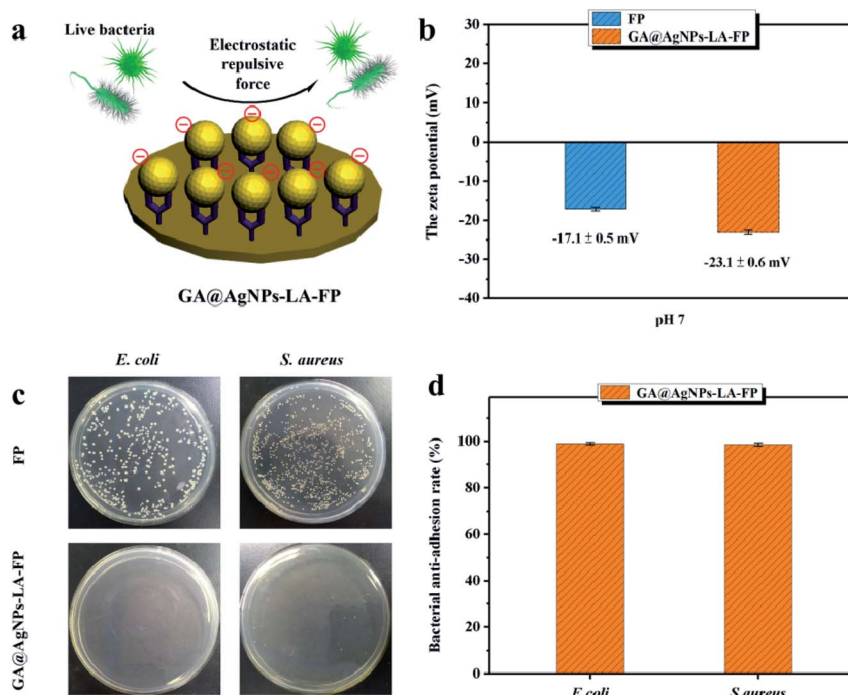 a
Live bacteria
Electrostatic
repulsive
force
GA@AgNPs-LA-FP
b
FP
GA@AgNPs-LA-FP
The zeta potential (mV)
30
20
10
0
-10
-20
-30
-40
-17.1 ± 0.5 mV
-23.1 ± 0.6 mV
pH 7
c
E. coli
S. aureus
FP
GA@AgNPs-LA-FP
d
GA@AgNPs-LA-FP
Bacterial anti-adhesion rate (%)
100
80
60
40
20
0
E.coli
S.aureus